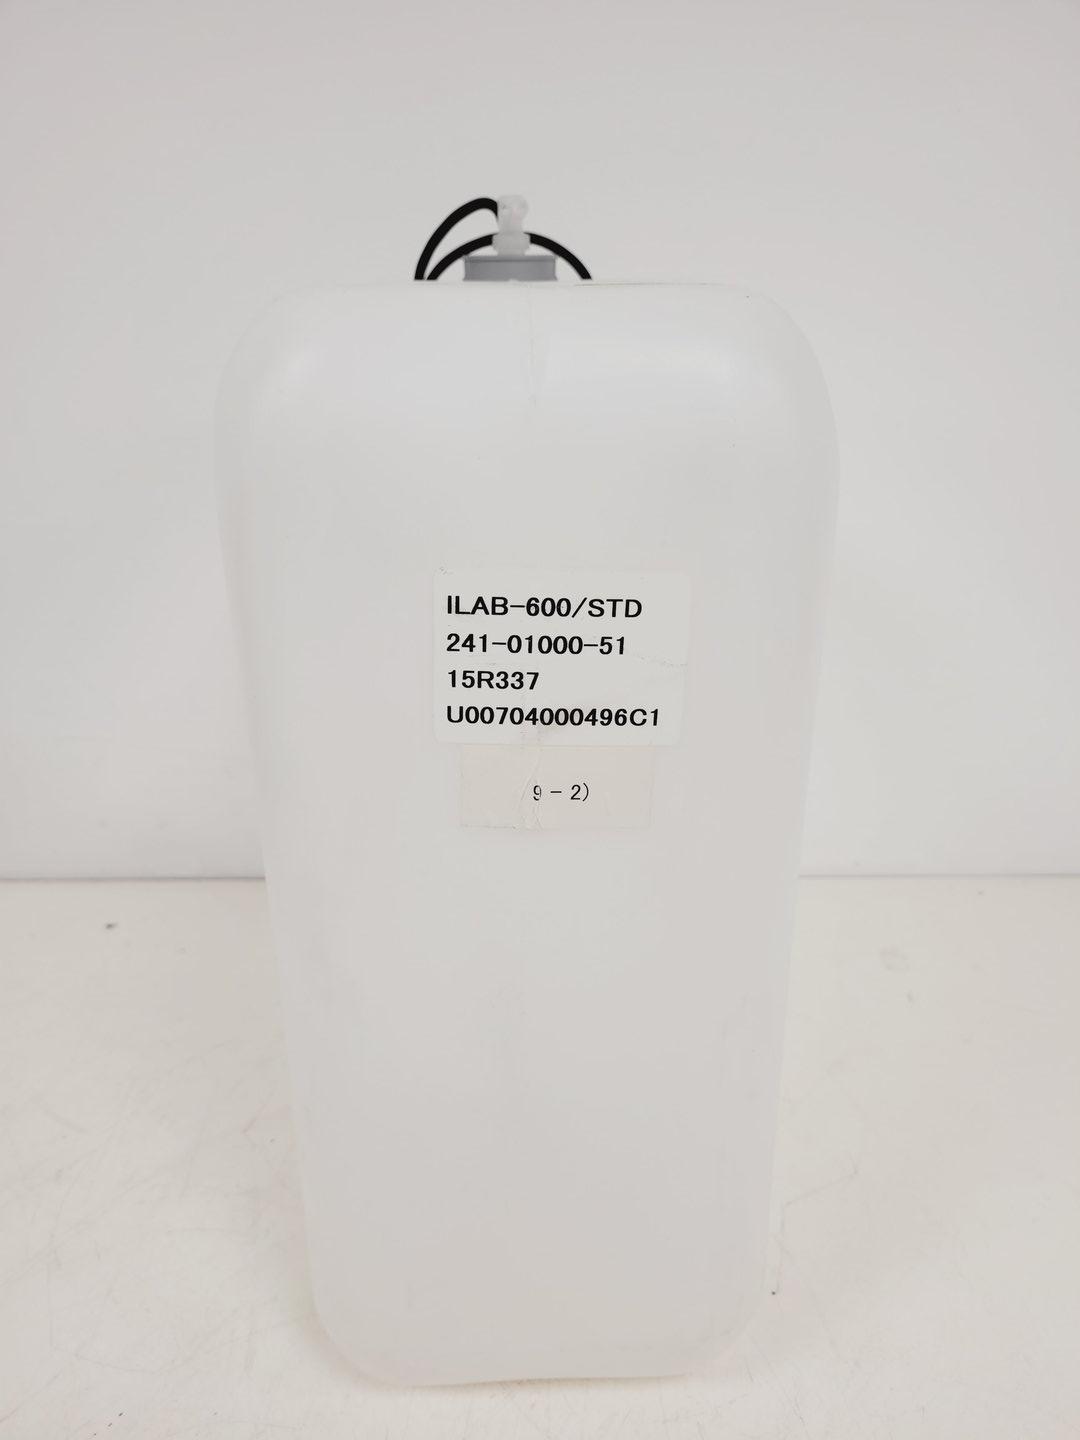 ILAB-600/STD
241-01000-51
15R337
U00704000496C1
9-2)